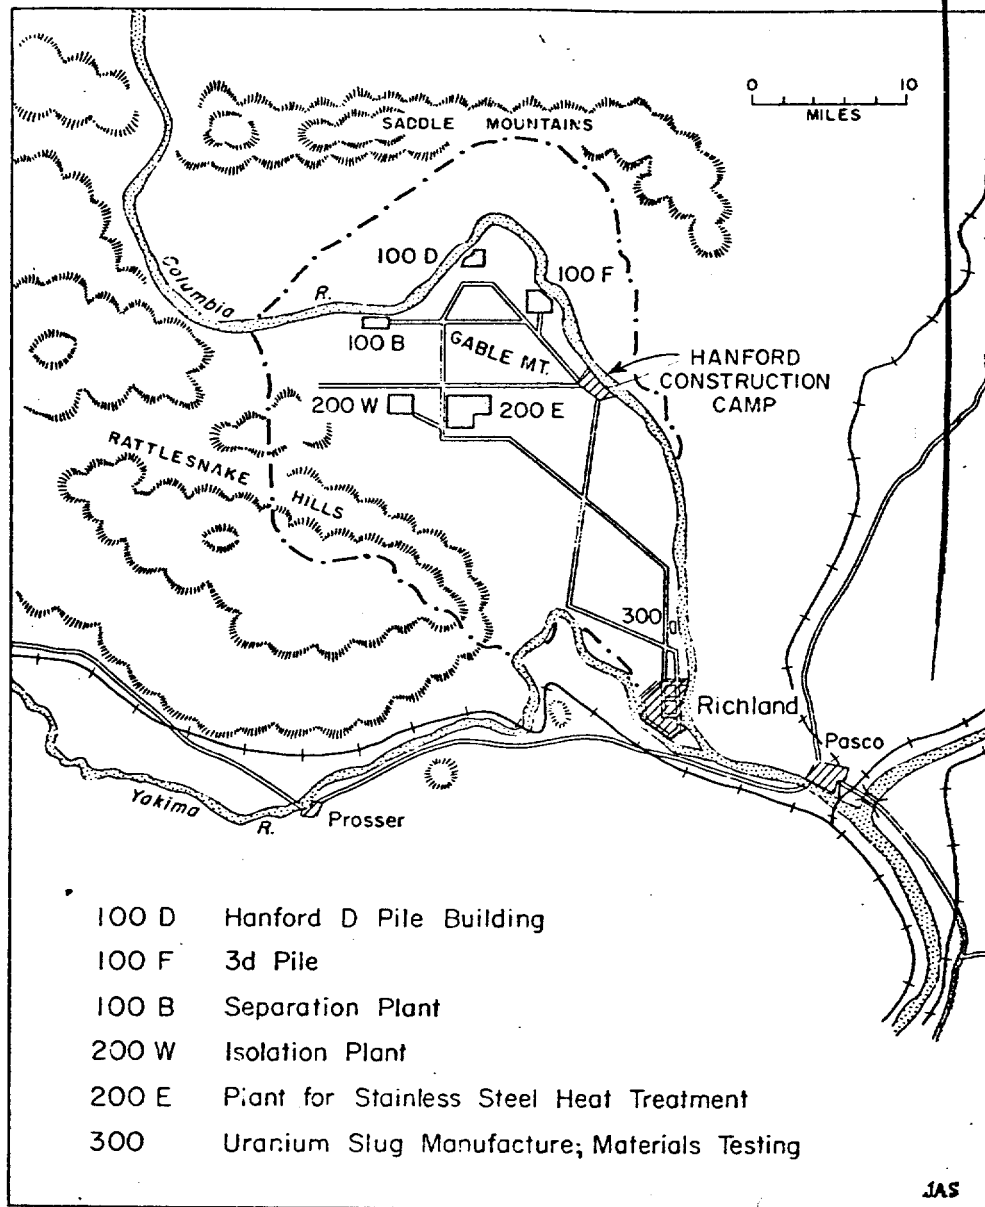 0 10
MILES
SADDLE MOUNTAINS
100 D
100 F
Columbia R.
100 B
GABLE MT.
HANFORD
CONSTRUCTION
CAMP
200 W
200 E
RATTLESNAKE HILLS
300
Richland
Pasco
Yakima R.
Prosser
100 D Hanford D Pile Building
100 F 3d Pile
100 B Separation Plant
200 W Isolation Plant
200 E Plant for Stainless Steel Heat Treatment
300 Uranium Slug Manufacture; Materials Testing
JAS